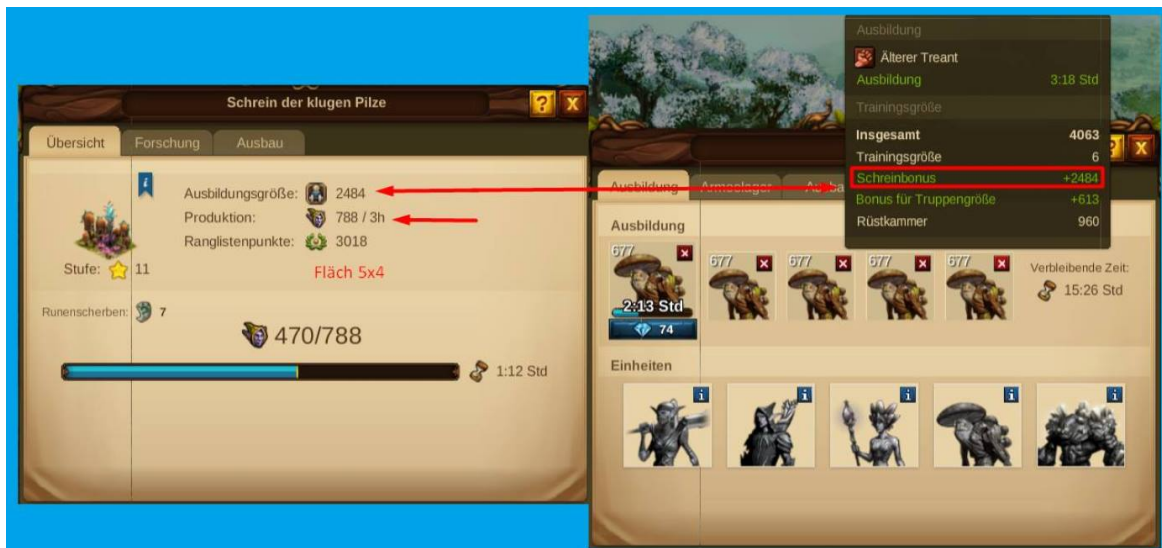 Schrein der klugen Pilze
?
X
Übersicht
Forschung
Ausbau
i
Ausbildungsgröße: 2484
Produktion: 788 / 3h
Ranglistenpunkte: 3018
Stufe: 11
Fläch 5x4
Runenscherben: 7
470/788
1:12 Std
Ausbildung
Älterer Treant
Ausbildung 3:18 Std
Trainingsgröße
Insgesamt 4063
Trainingsgröße 6
Schreinbonus +2484
Bonus für Truppengröße +613
Rüstkammer 960
?
X
Ausbildung
Armeelager
Ausba
Ausbildung
677 677 677 677 677
2:13 Std
74
Verbleibende Zeit:
15:26 Std
Einheiten
i i i i i